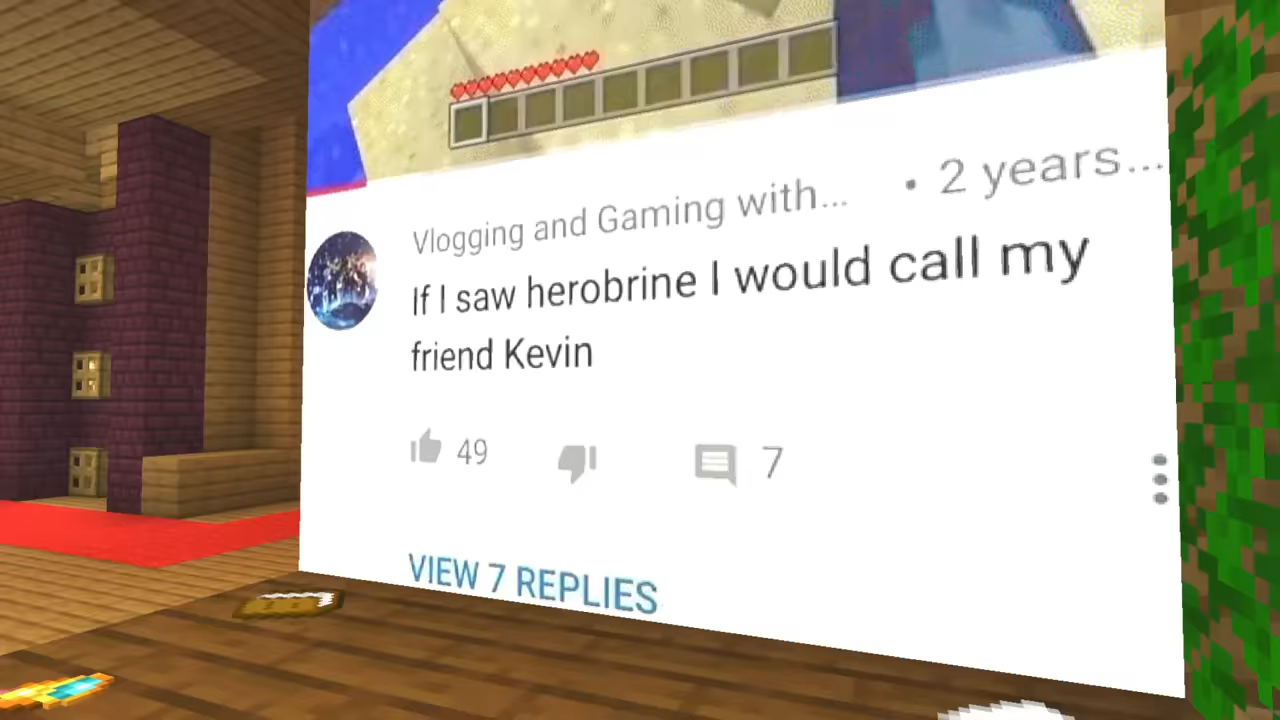 Vlogging and Gaming with... • 2 years...
If I saw herobrine I would call my
friend Kevin
49 7
VIEW 7 REPLIES